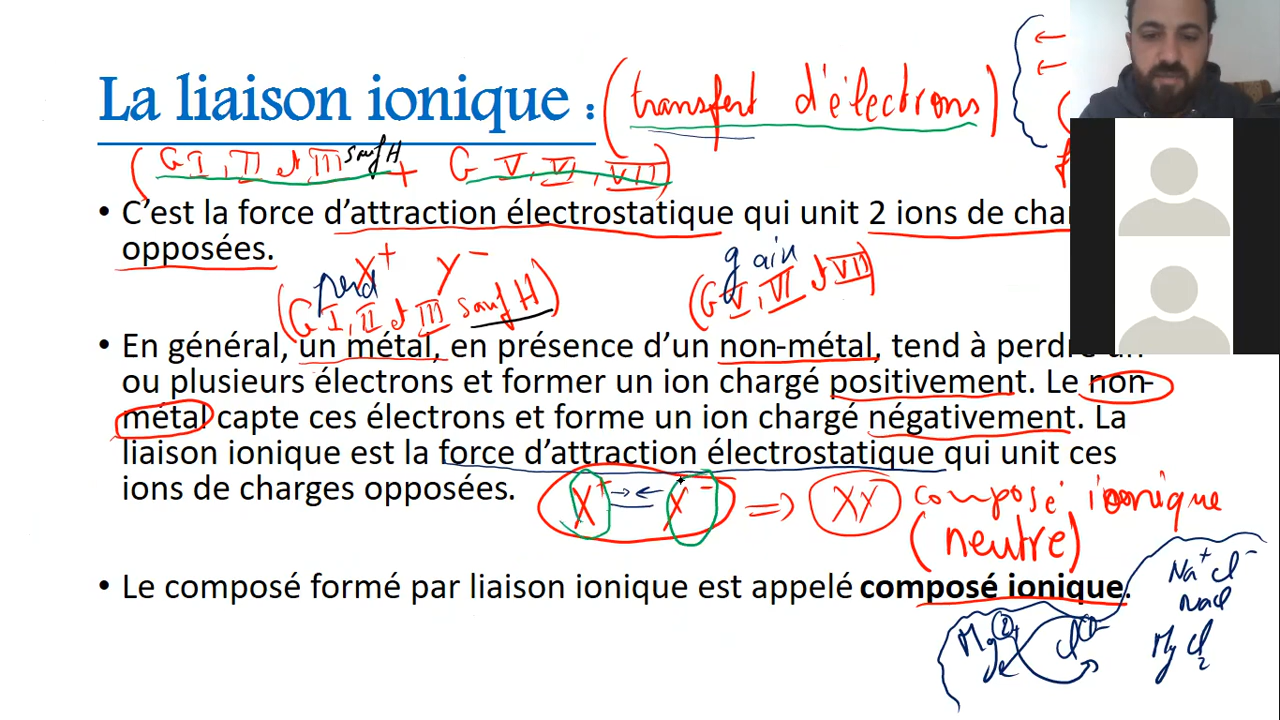 La liaison ionique : (transfert d'électrons)
(G I, II et III sauf H + G V, VI, VII)
• C'est la force d'attraction électrostatique qui unit 2 ions de char
opposées.
X+ Y−
perd gain
(G I, II et III sauf H) (G V, VI et VII)
• En général, un métal, en présence d'un non-métal, tend à perdre un
ou plusieurs électrons et former un ion chargé positivement. Le non-
métal capte ces électrons et forme un ion chargé négativement. La
liaison ionique est la force d'attraction électrostatique qui unit ces
ions de charges opposées.
X+ →← Y− ⟹ XY composé ionique
(neutre)
• Le composé formé par liaison ionique est appelé composé ionique.
Na+ Cl−
NaCl
Mg2+ Cl1−
MgCl2